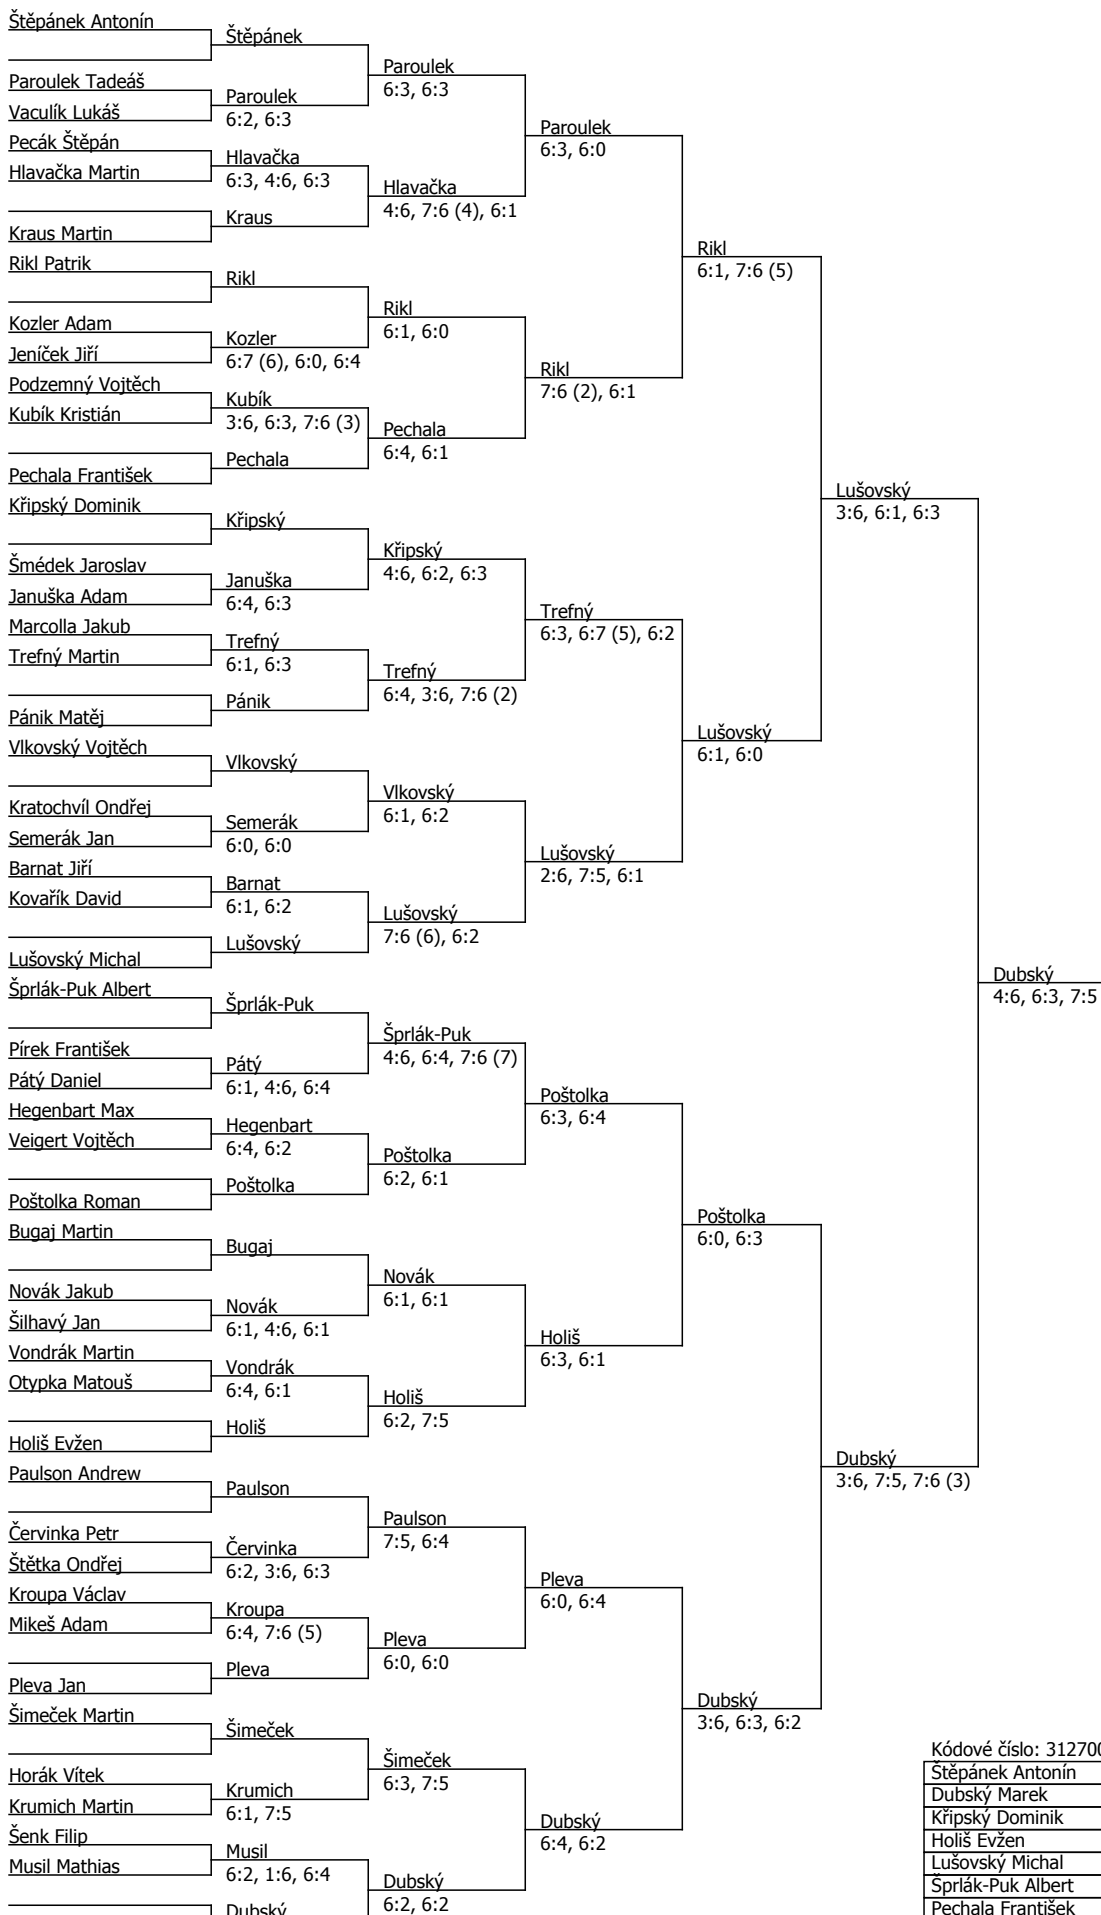 Štěpánek Antonín
Paroulek Tadeáš
Vaculík Lukáš
Pecák Štěpán
Hlavačka Martin
Kraus Martin
Rikl Patrik
Kozler Adam
Jeníček Jiří
Podzemný Vojtěch
Kubík Kristián
Pechala František
Křipský Dominik
Šmédek Jaroslav
Januška Adam
Marcolla Jakub
Trefný Martin
Pánik Matěj
Vlkovský Vojtěch
Kratochvíl Ondřej
Semerák Jan
Barnat Jiří
Kovařík David
Lušovský Michal
Šprlák-Puk Albert
Pírek František
Pátý Daniel
Hegenbart Max
Veigert Vojtěch
Poštolka Roman
Bugaj Martin
Novák Jakub
Šilhavý Jan
Vondrák Martin
Otypka Matouš
Holiš Evžen
Paulson Andrew
Červinka Petr
Štětka Ondřej
Kroupa Václav
Mikeš Adam
Pleva Jan
Šimeček Martin
Horák Vítek
Krumich Martin
Šenk Filip
Musil Mathias
Štěpánek
Paroulek
6:2, 6:3
Hlavačka
6:3, 4:6, 6:3
Kraus
Rikl
Kozler
6:7 (6), 6:0, 6:4
Kubík
3:6, 6:3, 7:6 (3)
Pechala
Křipský
Januška
6:4, 6:3
Trefný
6:1, 6:3
Pánik
Vlkovský
Semerák
6:0, 6:0
Barnat
6:1, 6:2
Lušovský
Šprlák-Puk
Pátý
6:1, 4:6, 6:4
Hegenbart
6:4, 6:2
Poštolka
Bugaj
Novák
6:1, 4:6, 6:1
Vondrák
6:4, 6:1
Holiš
Paulson
Červinka
6:2, 3:6, 6:3
Kroupa
6:4, 7:6 (5)
Pleva
Šimeček
Krumich
6:1, 7:5
Musil
6:2, 1:6, 6:4
Dubský
Paroulek
6:3, 6:3
Hlavačka
4:6, 7:6 (4), 6:1
Rikl
6:1, 6:0
Pechala
6:4, 6:1
Křipský
4:6, 6:2, 6:3
Trefný
6:4, 3:6, 7:6 (2)
Vlkovský
6:1, 6:2
Lušovský
7:6 (6), 6:2
Šprlák-Puk
4:6, 6:4, 7:6 (7)
Poštolka
6:2, 6:1
Novák
6:1, 6:1
Holiš
6:2, 7:5
Paulson
7:5, 6:4
Pleva
6:0, 6:0
Šimeček
6:3, 7:5
Dubský
6:2, 6:2
Paroulek
6:3, 6:0
Rikl
7:6 (2), 6:1
Trefný
6:3, 6:7 (5), 6:2
Lušovský
2:6, 7:5, 6:1
Poštolka
6:3, 6:4
Holiš
6:3, 6:1
Pleva
6:0, 6:4
Dubský
6:4, 6:2
Rikl
6:1, 7:6 (5)
Lušovský
6:1, 6:0
Poštolka
6:0, 6:3
Dubský
3:6, 6:3, 6:2
Lušovský
3:6, 6:1, 6:3
Dubský
3:6, 7:5, 7:6 (3)
Dubský
4:6, 6:3, 7:5
Kódové číslo: 312700
Štěpánek Antonín
Dubský Marek
Křipský Dominik
Holiš Evžen
Lušovský Michal
Šprlák-Puk Albert
Pechala František